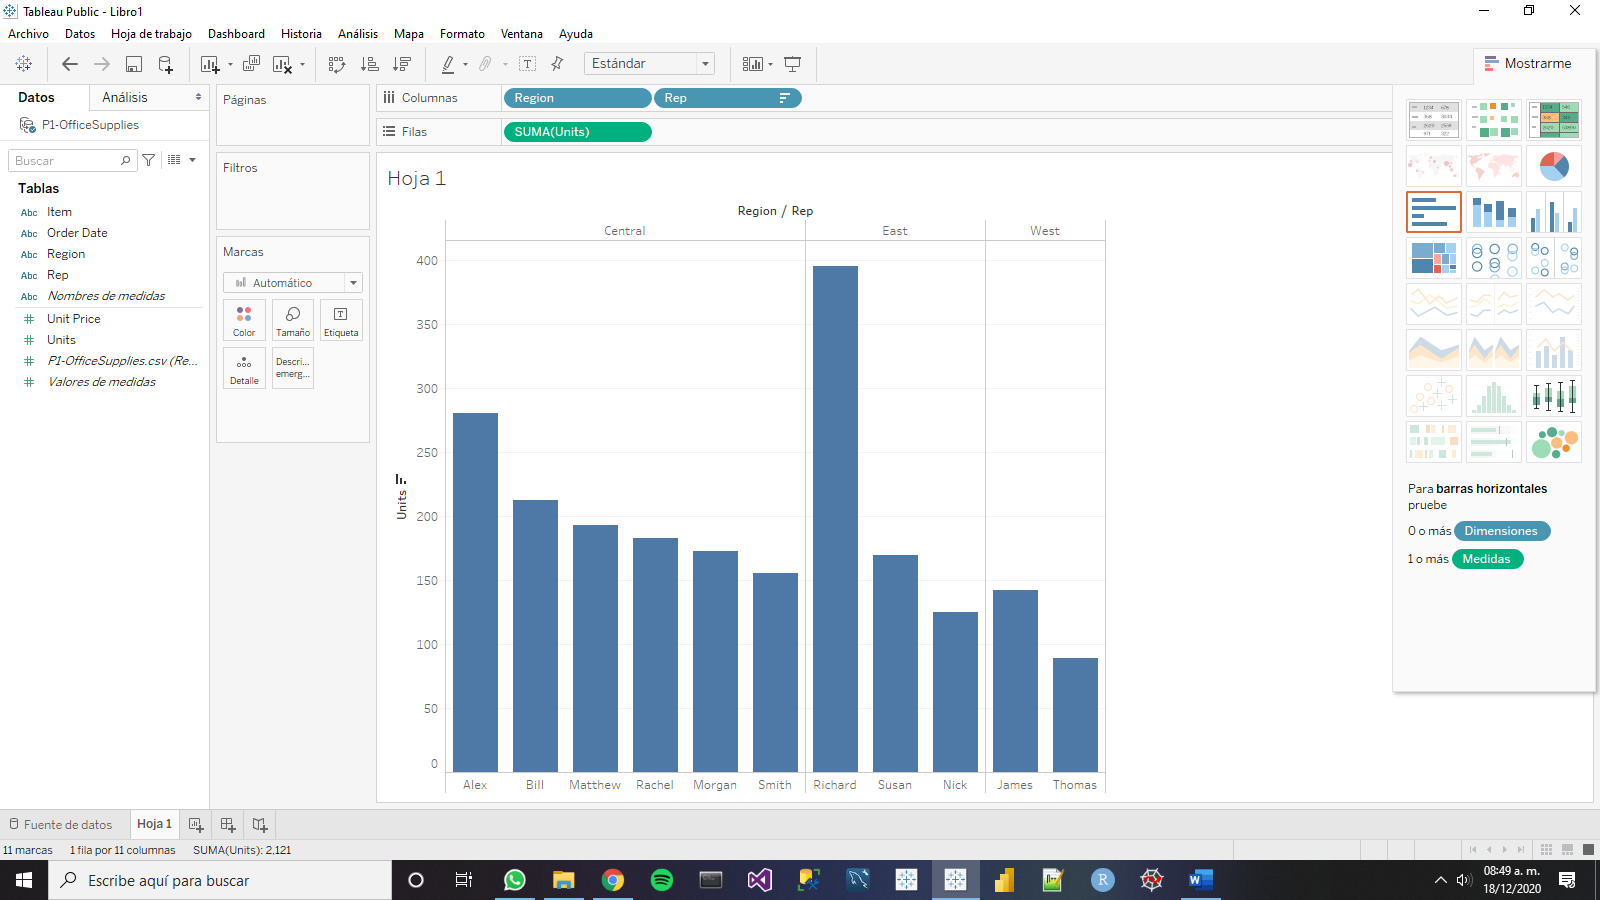 Tableau Public - Libro1
Archivo Datos Hoja de trabajo Dashboard Historia Análisis Mapa Formato Ventana Ayuda
Estándar
Mostrarme
Datos Análisis
P1-OfficeSupplies
Buscar
Tablas
Abc Item
Abc Order Date
Abc Region
Abc Rep
Abc Nombres de medidas
Unit Price
Units
P1-OfficeSupplies.csv (Re...
Valores de medidas
Páginas
Filtros
Marcas
Automático
Color Tamaño Etiqueta
Detalle Descri... emerg...
Columnas Region Rep
Filas SUMA(Units)
Hoja 1
Region / Rep
Central East West
400
350
300
250
200
150
100
50
0
Units
Alex Bill Matthew Rachel Morgan Smith Richard Susan Nick James Thomas
Para barras horizontales
pruebe
0 o más Dimensiones
1 o más Medidas
Fuente de datos Hoja 1
11 marcas 1 fila por 11 columnas SUMA(Units): 2,121
Escribe aquí para buscar
08:49 a. m.
18/12/2020